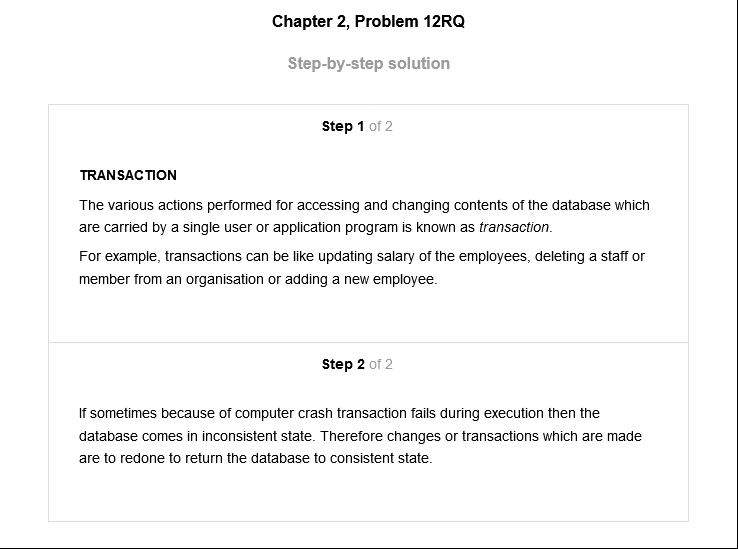 Chapter 2, Problem 12RQ
Step-by-step solution
Step 1 of 2
TRANSACTION
The various actions performed for accessing and changing contents of the database which
are carried by a single user or application program is known as transaction.
For example, transactions can be like updating salary of the employees, deleting a staff or
member from an organisation or adding a new employee.
Step 2 of 2
If sometimes because of computer crash transaction fails during execution then the
database comes in inconsistent state. Therefore changes or transactions which are made
are to redone to return the database to consistent state.